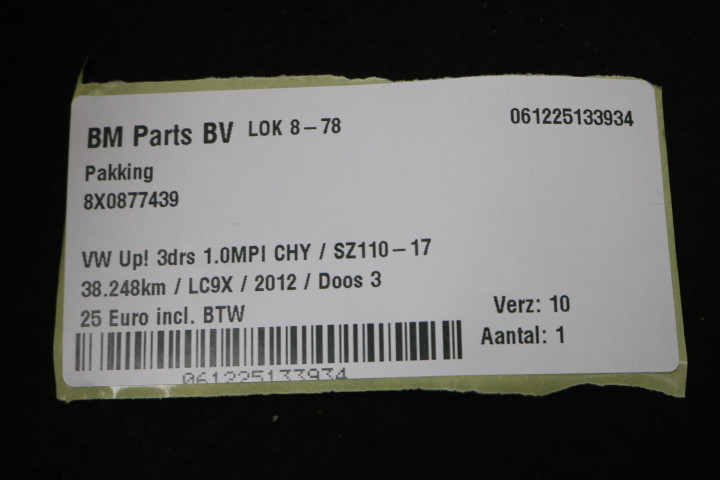 BM Parts BV LOK 8-78 061225133934
Pakking
8X0877439
VW Up! 3drs 1.0MPI CHY / SZ110-17
38.248km / LC9X / 2012 / Doos 3
25 Euro incl. BTW
Verz: 10
Aantal: 1
061225133934